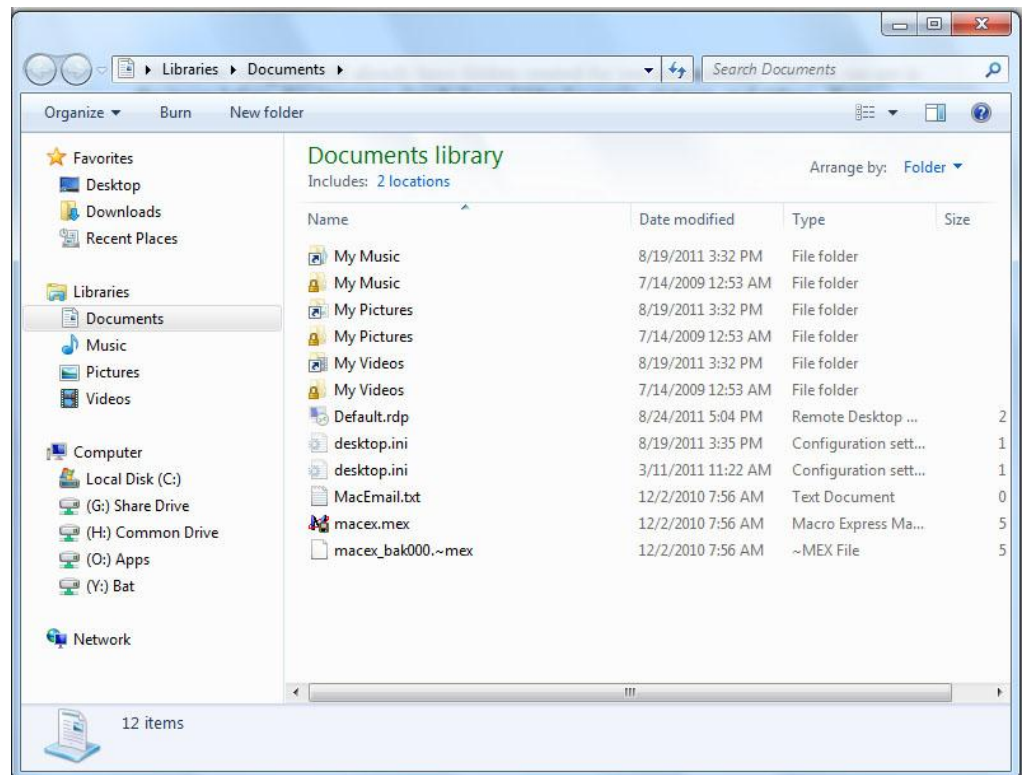 Libraries Documents
Search Documents
Organize Burn New folder
Favorites
Desktop
Downloads
Recent Places
Libraries
Documents
Music
Pictures
Videos
Computer
Local Disk (C:)
(G:) Share Drive
(H:) Common Drive
(O:) Apps
(Y:) Bat
Network
Documents library
Includes: 2 locations
Arrange by: Folder
Name Date modified Type Size
My Music 8/19/2011 3:32 PM File folder
My Music 7/14/2009 12:53 AM File folder
My Pictures 8/19/2011 3:32 PM File folder
My Pictures 7/14/2009 12:53 AM File folder
My Videos 8/19/2011 3:32 PM File folder
My Videos 7/14/2009 12:53 AM File folder
Default.rdp 8/24/2011 5:04 PM Remote Desktop ... 2
desktop.ini 8/19/2011 3:35 PM Configuration sett... 1
desktop.ini 3/11/2011 11:22 AM Configuration sett... 1
MacEmail.txt 12/2/2010 7:56 AM Text Document 0
macex.mex 12/2/2010 7:56 AM Macro Express Ma... 5
macex_bak000.~mex 12/2/2010 7:56 AM ~MEX File 5
12 items